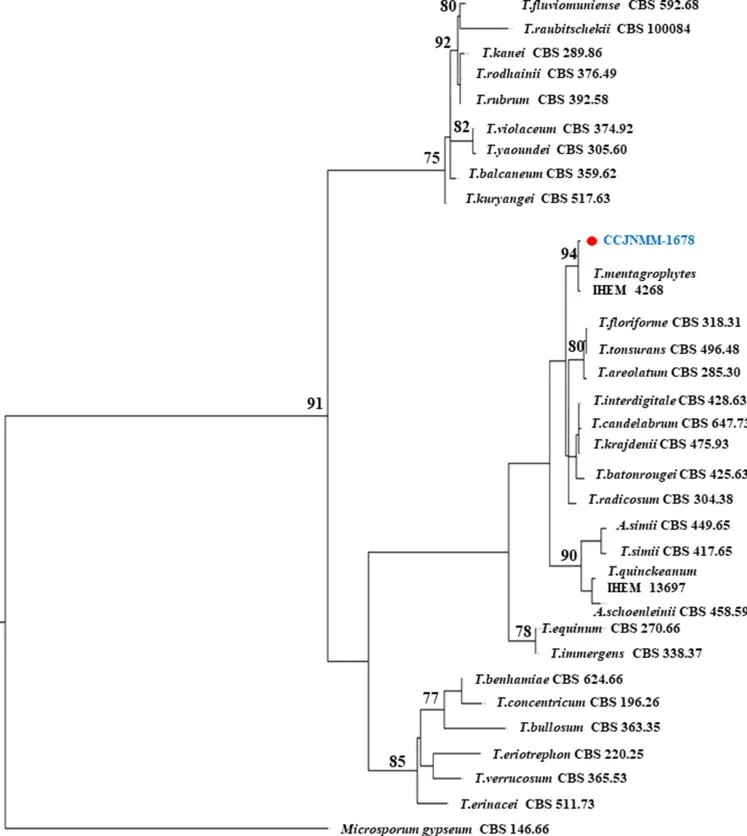 80
T.fluviomuniense CBS 592.68
T.raubitschekii CBS 100084
92
T.kanei CBS 289.86
T.rodhainii CBS 376.49
T.rubrum CBS 392.58
82
T.violaceum CBS 374.92
T.yaoundei CBS 305.60
75
T.balcaneum CBS 359.62
T.kuryangei CBS 517.63
CCJNMM-1678
94
T.mentagrophytes
IHEM 4268
T.floriforme CBS 318.31
80
T.tonsurans CBS 496.48
T.areolatum CBS 285.30
T.interdigitale CBS 428.63
91
T.candelabrum CBS 647.73
T.krajdenii CBS 475.93
T.batonrougei CBS 425.63
T.radicosum CBS 304.38
A.simii CBS 449.65
90
T.simii CBS 417.65
T.quinckeanum
IHEM 13697
A.schoenleinii CBS 458.59
78
T.equinum CBS 270.66
T.immergens CBS 338.37
T.benhamiae CBS 624.66
77
T.concentricum CBS 196.26
T.bullosum CBS 363.35
T.eriotrephon CBS 220.25
85
T.verrucosum CBS 365.53
T.erinacei CBS 511.73
Microsporum gypseum CBS 146.66